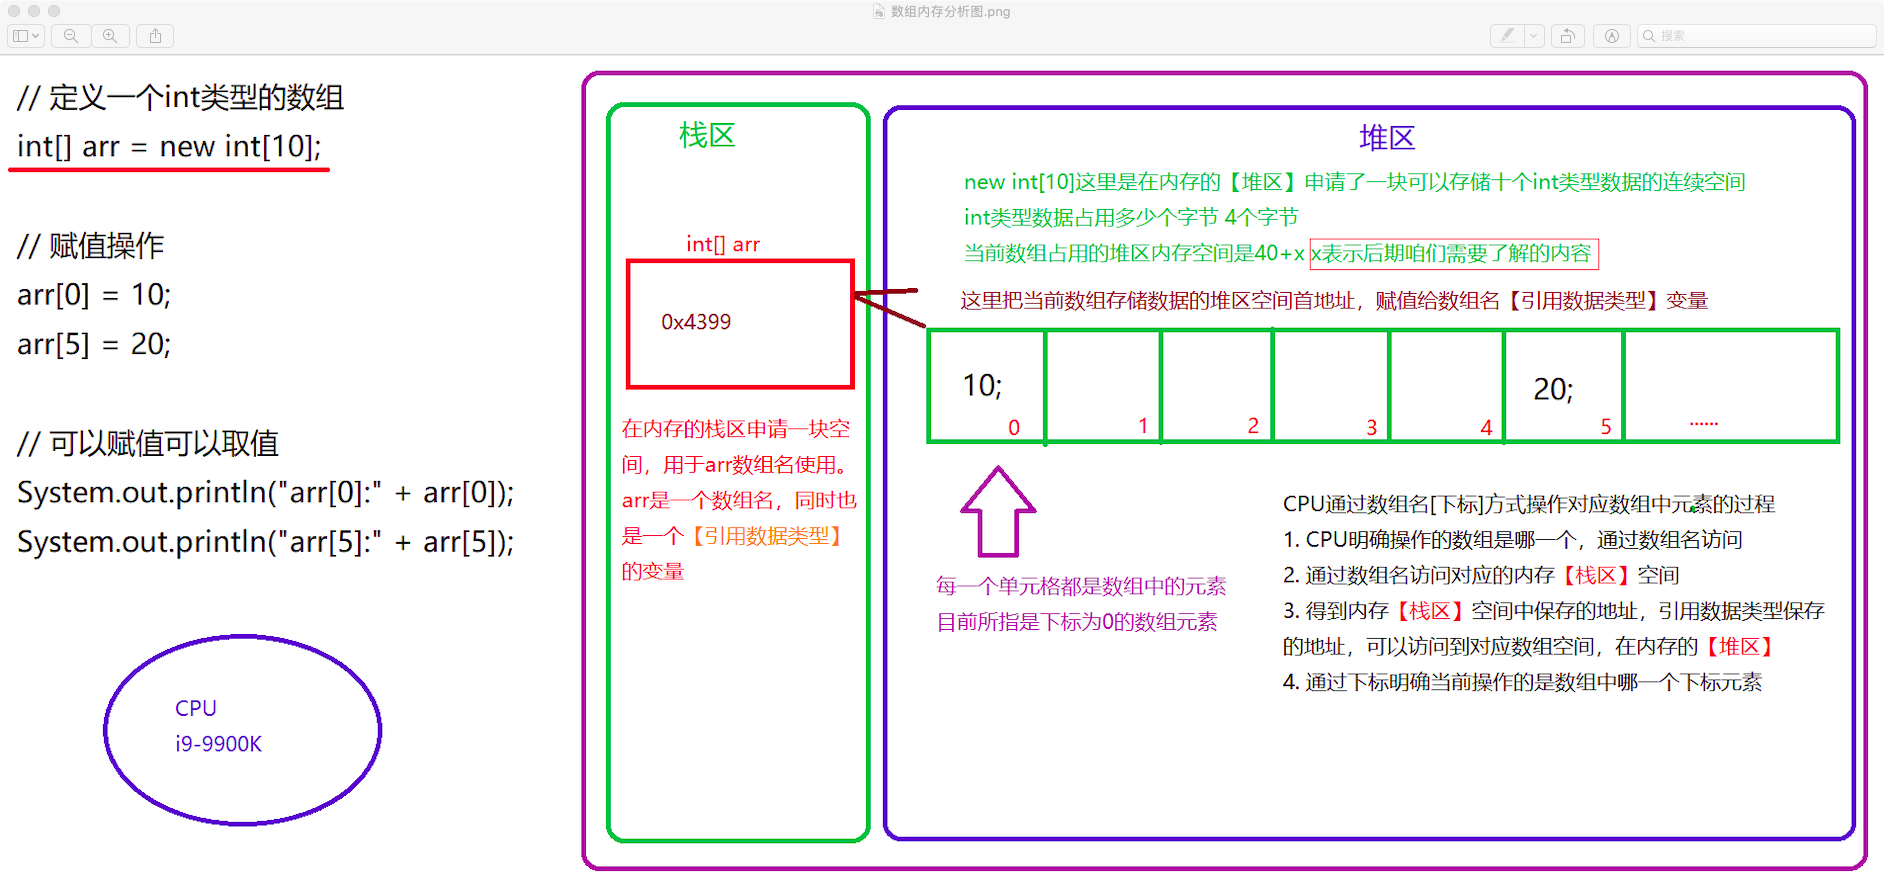 数组内存分析图.png
搜索
// 定义一个int类型的数组
int[] arr = new int[10];
// 赋值操作
arr[0] = 10;
arr[5] = 20;
// 可以赋值可以取值
System.out.println("arr[0]:" + arr[0]);
System.out.println("arr[5]:" + arr[5]);
CPU
i9-9900K
栈区
int[] arr
0x4399
在内存的栈区申请一块空
间，用于arr数组名使用。
arr是一个数组名，同时也
是一个【引用数据类型】
的变量
堆区
new int[10]这里是在内存的【堆区】申请了一块可以存储十个int类型数据的连续空间
int类型数据占用多少个字节 4个字节
当前数组占用的堆区内存空间是40+x x表示后期咱们需要了解的内容
这里把当前数组存储数据的堆区空间首地址，赋值给数组名【引用数据类型】变量
10; 20;
0 1 2 3 4 5 ......
每一个单元格都是数组中的元素
目前所指是下标为0的数组元素
CPU通过数组名[下标]方式操作对应数组中元素的过程
1. CPU明确操作的数组是哪一个，通过数组名访问
2. 通过数组名访问对应的内存【栈区】空间
3. 得到内存【栈区】空间中保存的地址，引用数据类型保存
的地址，可以访问到对应数组空间，在内存的【堆区】
4. 通过下标明确当前操作的是数组中哪一个下标元素